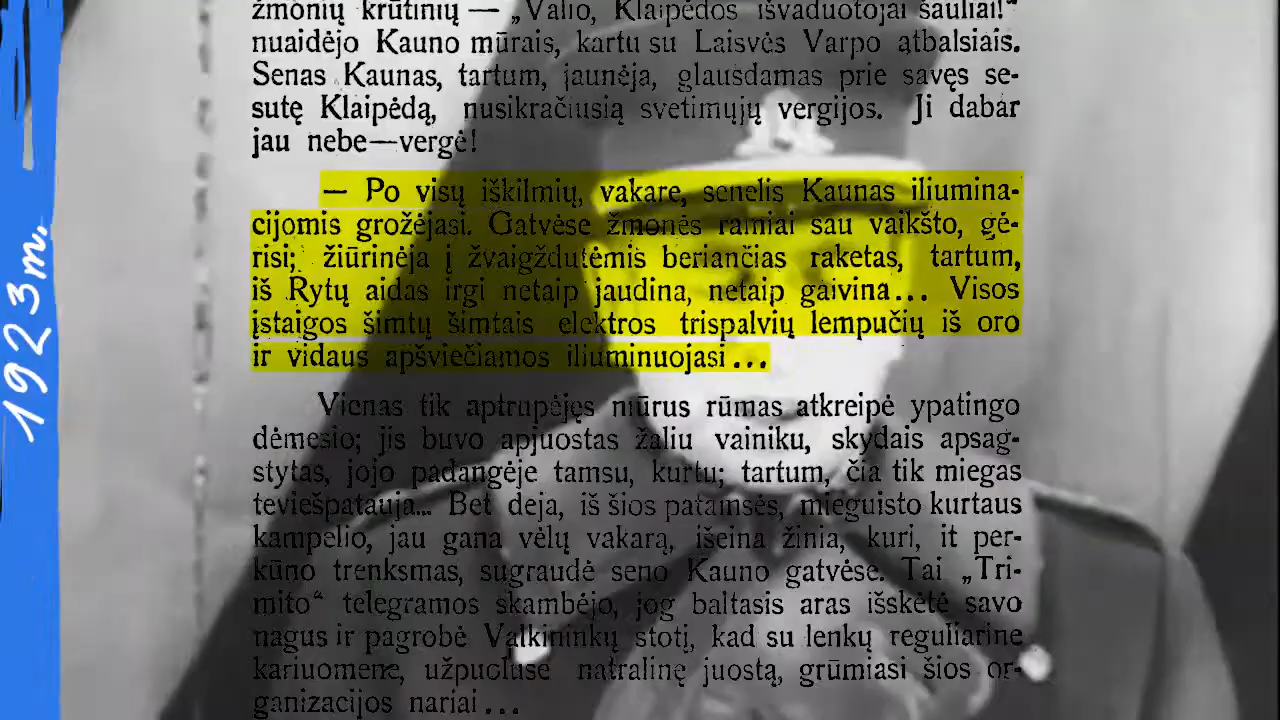 žmonių krūtinių — „Valio, Klaipėdos išvaduotojai šauliai!“
nuaidėjo Kauno mūrais, kartu su Laisvės Varpo atbalsiais.
Senas Kaunas, tartum, jaunėja, glausdamas prie savęs se-
sutę Klaipėdą, nusikračiusią svetimųjų vergijos. Ji dabar
jau nebe—vergė!
— Po visų iškilmių, vakare, senelis Kaunas iliumina-
cijomis grožėjasi. Gatvėse žmonės ramiai sau vaikšto, gė-
risi; žiūrinėja į žvaigždutėmis beriančias raketas, tartum,
iš Rytų aidas irgi netaip jaudina, netaip gaivina... Visos
įstaigos šimtų šimtais elektros trispalvių lempučių iš oro
ir vidaus apšviečiamos iliuminuojasi...
Vienas tik aptrupėjęs niūrus rūmas atkreipė ypatingo
dėmesio; jis buvo apjuostas žaliu vainiku, skydais apsag-
stytas, jojo padangėje tamsu, kurtu; tartum, čia tik miegas
teviešpatauja... Bet deja, iš šios patamsės, mieguisto kurtaus
kampelio, jau gana vėlų vakarą, išeina žinia, kuri, it per-
kūno trenksmas, sugraudė seno Kauno gatvėse. Tai „Tri-
mito“ telegramos skambėjo, jog baltasis aras išskėtė savo
nagus ir pagrobė Valkininkų stotį, kad su lenkų reguliarine
kariuomene, užpuoluse natralinę juostą, grūmiasi šios or-
ganizacijos nariai...
1923 m.